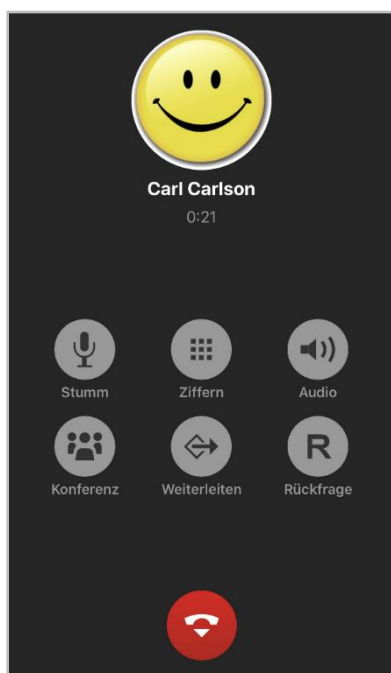 Carl Carlson
0:21
Stumm Ziffern Audio
Konferenz Weiterleiten Rückfrage
R